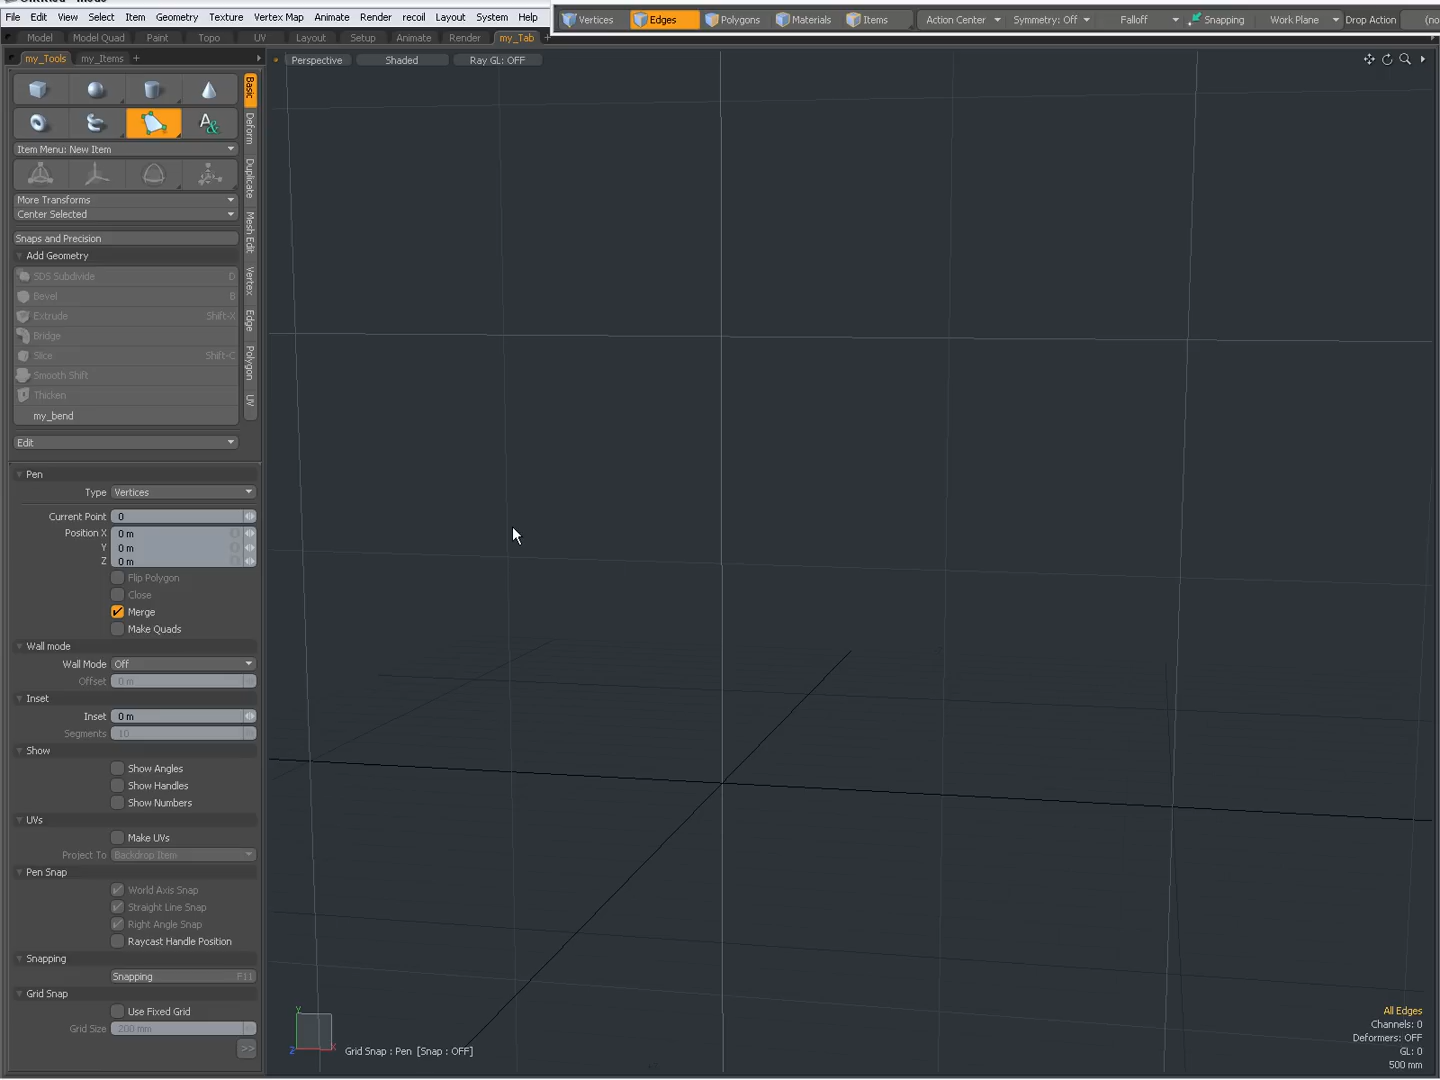 File Edit View Select Item Geometry Texture Vertex Map Animate Render recoil Layout System Help
Vertices Edges Polygons Materials Items Action Center Symmetry: Off Falloff Snapping Work Plane Drop Action (no
Model Model Quad Paint Topo UV Layout Setup Animate Render my_Tab +
my_Tools my_Items +
Perspective Shaded Ray GL: OFF
Basic
Deform
Duplicate
Mesh Edit
Vertex
Edge
Polygon
UV
Item Menu: New Item
More Transforms
Center Selected
Snaps and Precision
Add Geometry
SDS Subdivide D
Bevel B
Extrude Shift-X
Bridge
Slice Shift-C
Smooth Shift
Thicken
my_bend
Edit
Pen
Type Vertices
Current Point 0
Position X 0 m
Y 0 m
Z 0 m
Flip Polygon
Close
Merge
Make Quads
Wall mode
Wall Mode Off
Offset 0 m
Inset
Inset 0 m
Segments 10
Show
Show Angles
Show Handles
Show Numbers
UVs
Make UVs
Project To Backdrop Item
Pen Snap
World Axis Snap
Straight Line Snap
Right Angle Snap
Raycast Handle Position
Snapping
Snapping F11
Grid Snap
Use Fixed Grid
Grid Size 200 mm
>>
Y
Z X
Grid Snap : Pen [Snap : OFF]
All Edges
Channels: 0
Deformers: OFF
GL: 0
500 mm